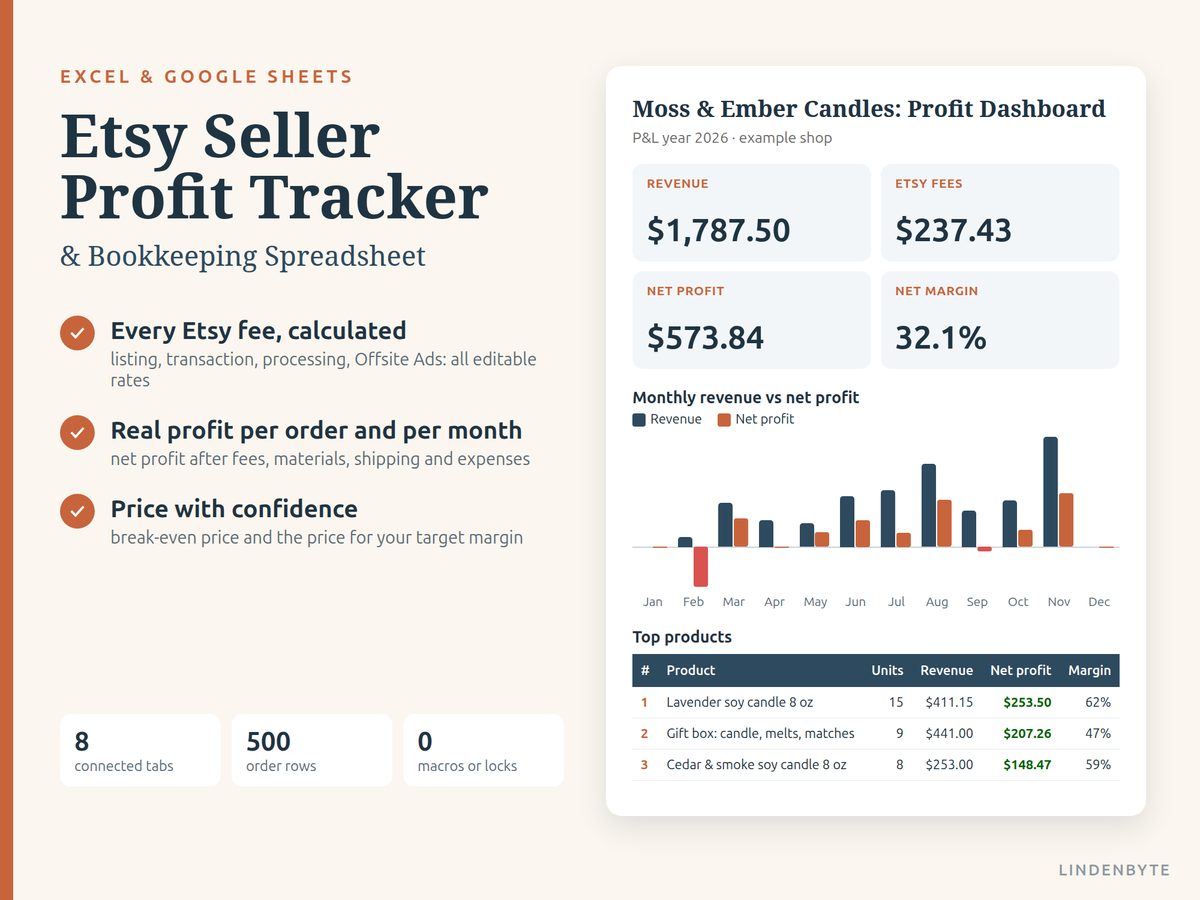 EXCEL & GOOGLE SHEETS
Etsy Seller
Profit Tracker
& Bookkeeping Spreadsheet
Every Etsy fee, calculated
listing, transaction, processing, Offsite Ads: all editable
rates
Real profit per order and per month
net profit after fees, materials, shipping and expenses
Price with confidence
break-even price and the price for your target margin
8
connected tabs
500
order rows
0
macros or locks
Moss & Ember Candles: Profit Dashboard
P&L year 2026 · example shop
REVENUE
$1,787.50
ETSY FEES
$237.43
NET PROFIT
$573.84
NET MARGIN
32.1%
Monthly revenue vs net profit
Revenue Net profit
Jan Feb Mar Apr May Jun Jul Aug Sep Oct Nov Dec
Top products
# Product Units Revenue Net profit Margin
1 Lavender soy candle 8 oz 15 $411.15 $253.50 62%
2 Gift box: candle, melts, matches 9 $441.00 $207.26 47%
3 Cedar & smoke soy candle 8 oz 8 $253.00 $148.47 59%
LINDENBYTE